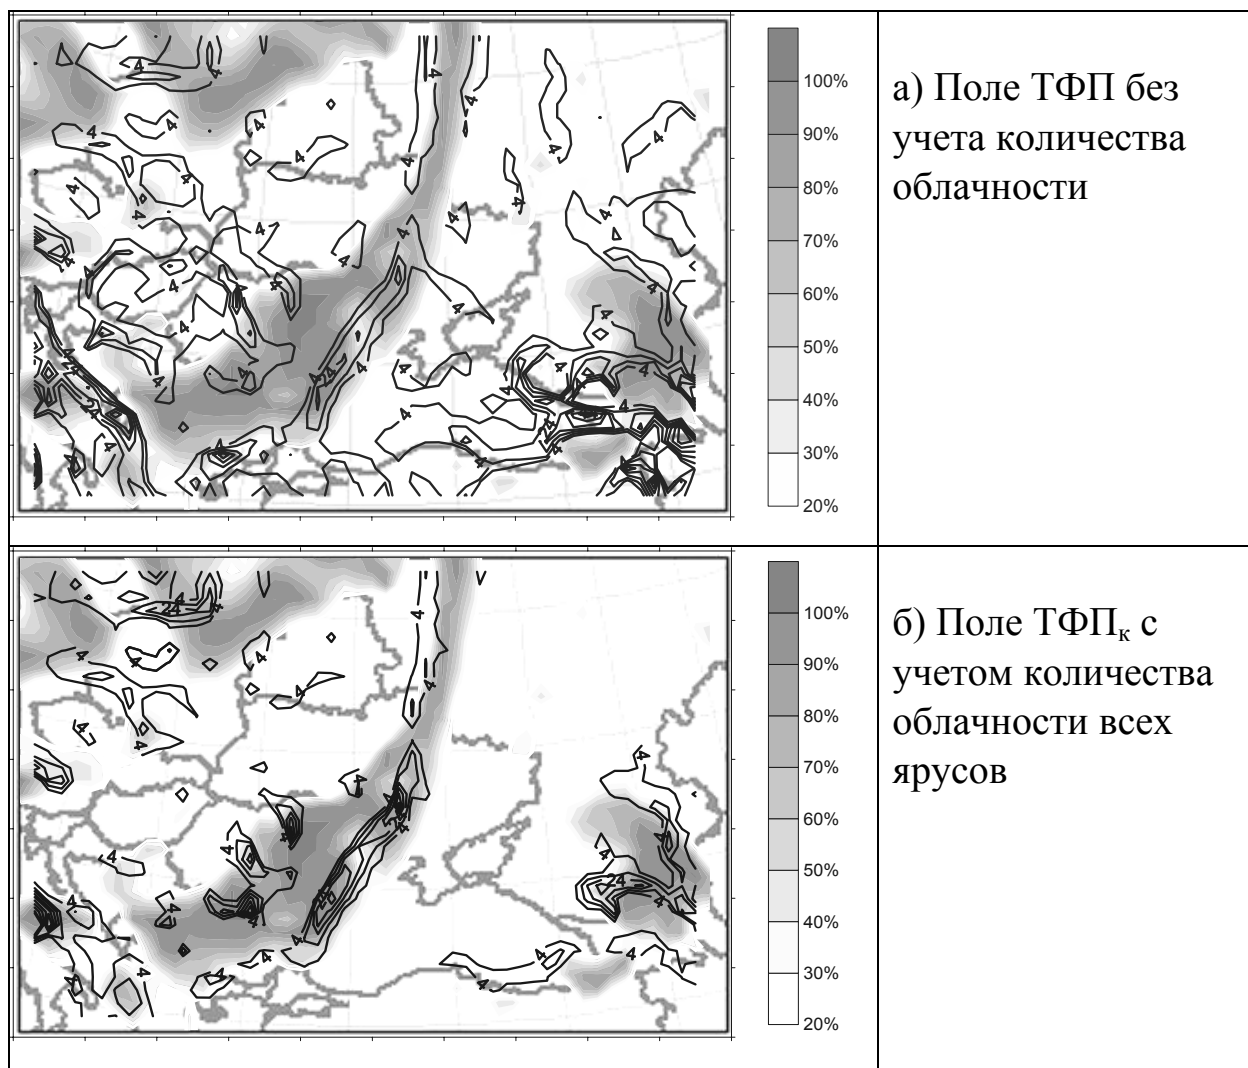 100%
90%
80%
70%
60%
50%
40%
30%
20%
а) Поле ТФП без
учета количества
облачности
100%
90%
80%
70%
60%
50%
40%
30%
20%
б) Поле ТФПк с
учетом количества
облачности всех
ярусов